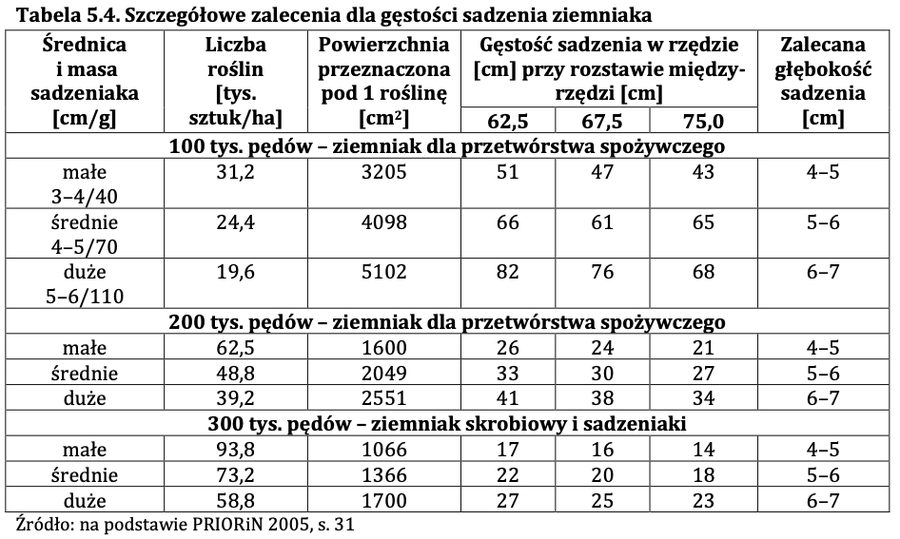 Tabela 5.4. Szczegółowe zalecenia dla gęstości sadzenia ziemniaka
Średnica i masa sadzeniaka [cm/g] Liczba roślin [tys. sztuk/ha] Powierzchnia przeznaczona pod 1 roślinę [cm²] Gęstość sadzenia w rzędzie [cm] przy rozstawie między-rzędzi [cm] Zalecana głębokość sadzenia [cm]
62,5 67,5 75,0
100 tys. pędów – ziemniak dla przetwórstwa spożywczego
małe 3–4/40 31,2 3205 51 47 43 4–5
średnie 4–5/70 24,4 4098 66 61 65 5–6
duże 5–6/110 19,6 5102 82 76 68 6–7
200 tys. pędów – ziemniak dla przetwórstwa spożywczego
małe 62,5 1600 26 24 21 4–5
średnie 48,8 2049 33 30 27 5–6
duże 39,2 2551 41 38 34 6–7
300 tys. pędów – ziemniak skrobiowy i sadzeniaki
małe 93,8 1066 17 16 14 4–5
średnie 73,2 1366 22 20 18 5–6
duże 58,8 1700 27 25 23 6–7
Źródło: na podstawie PRIORiN 2005, s. 31